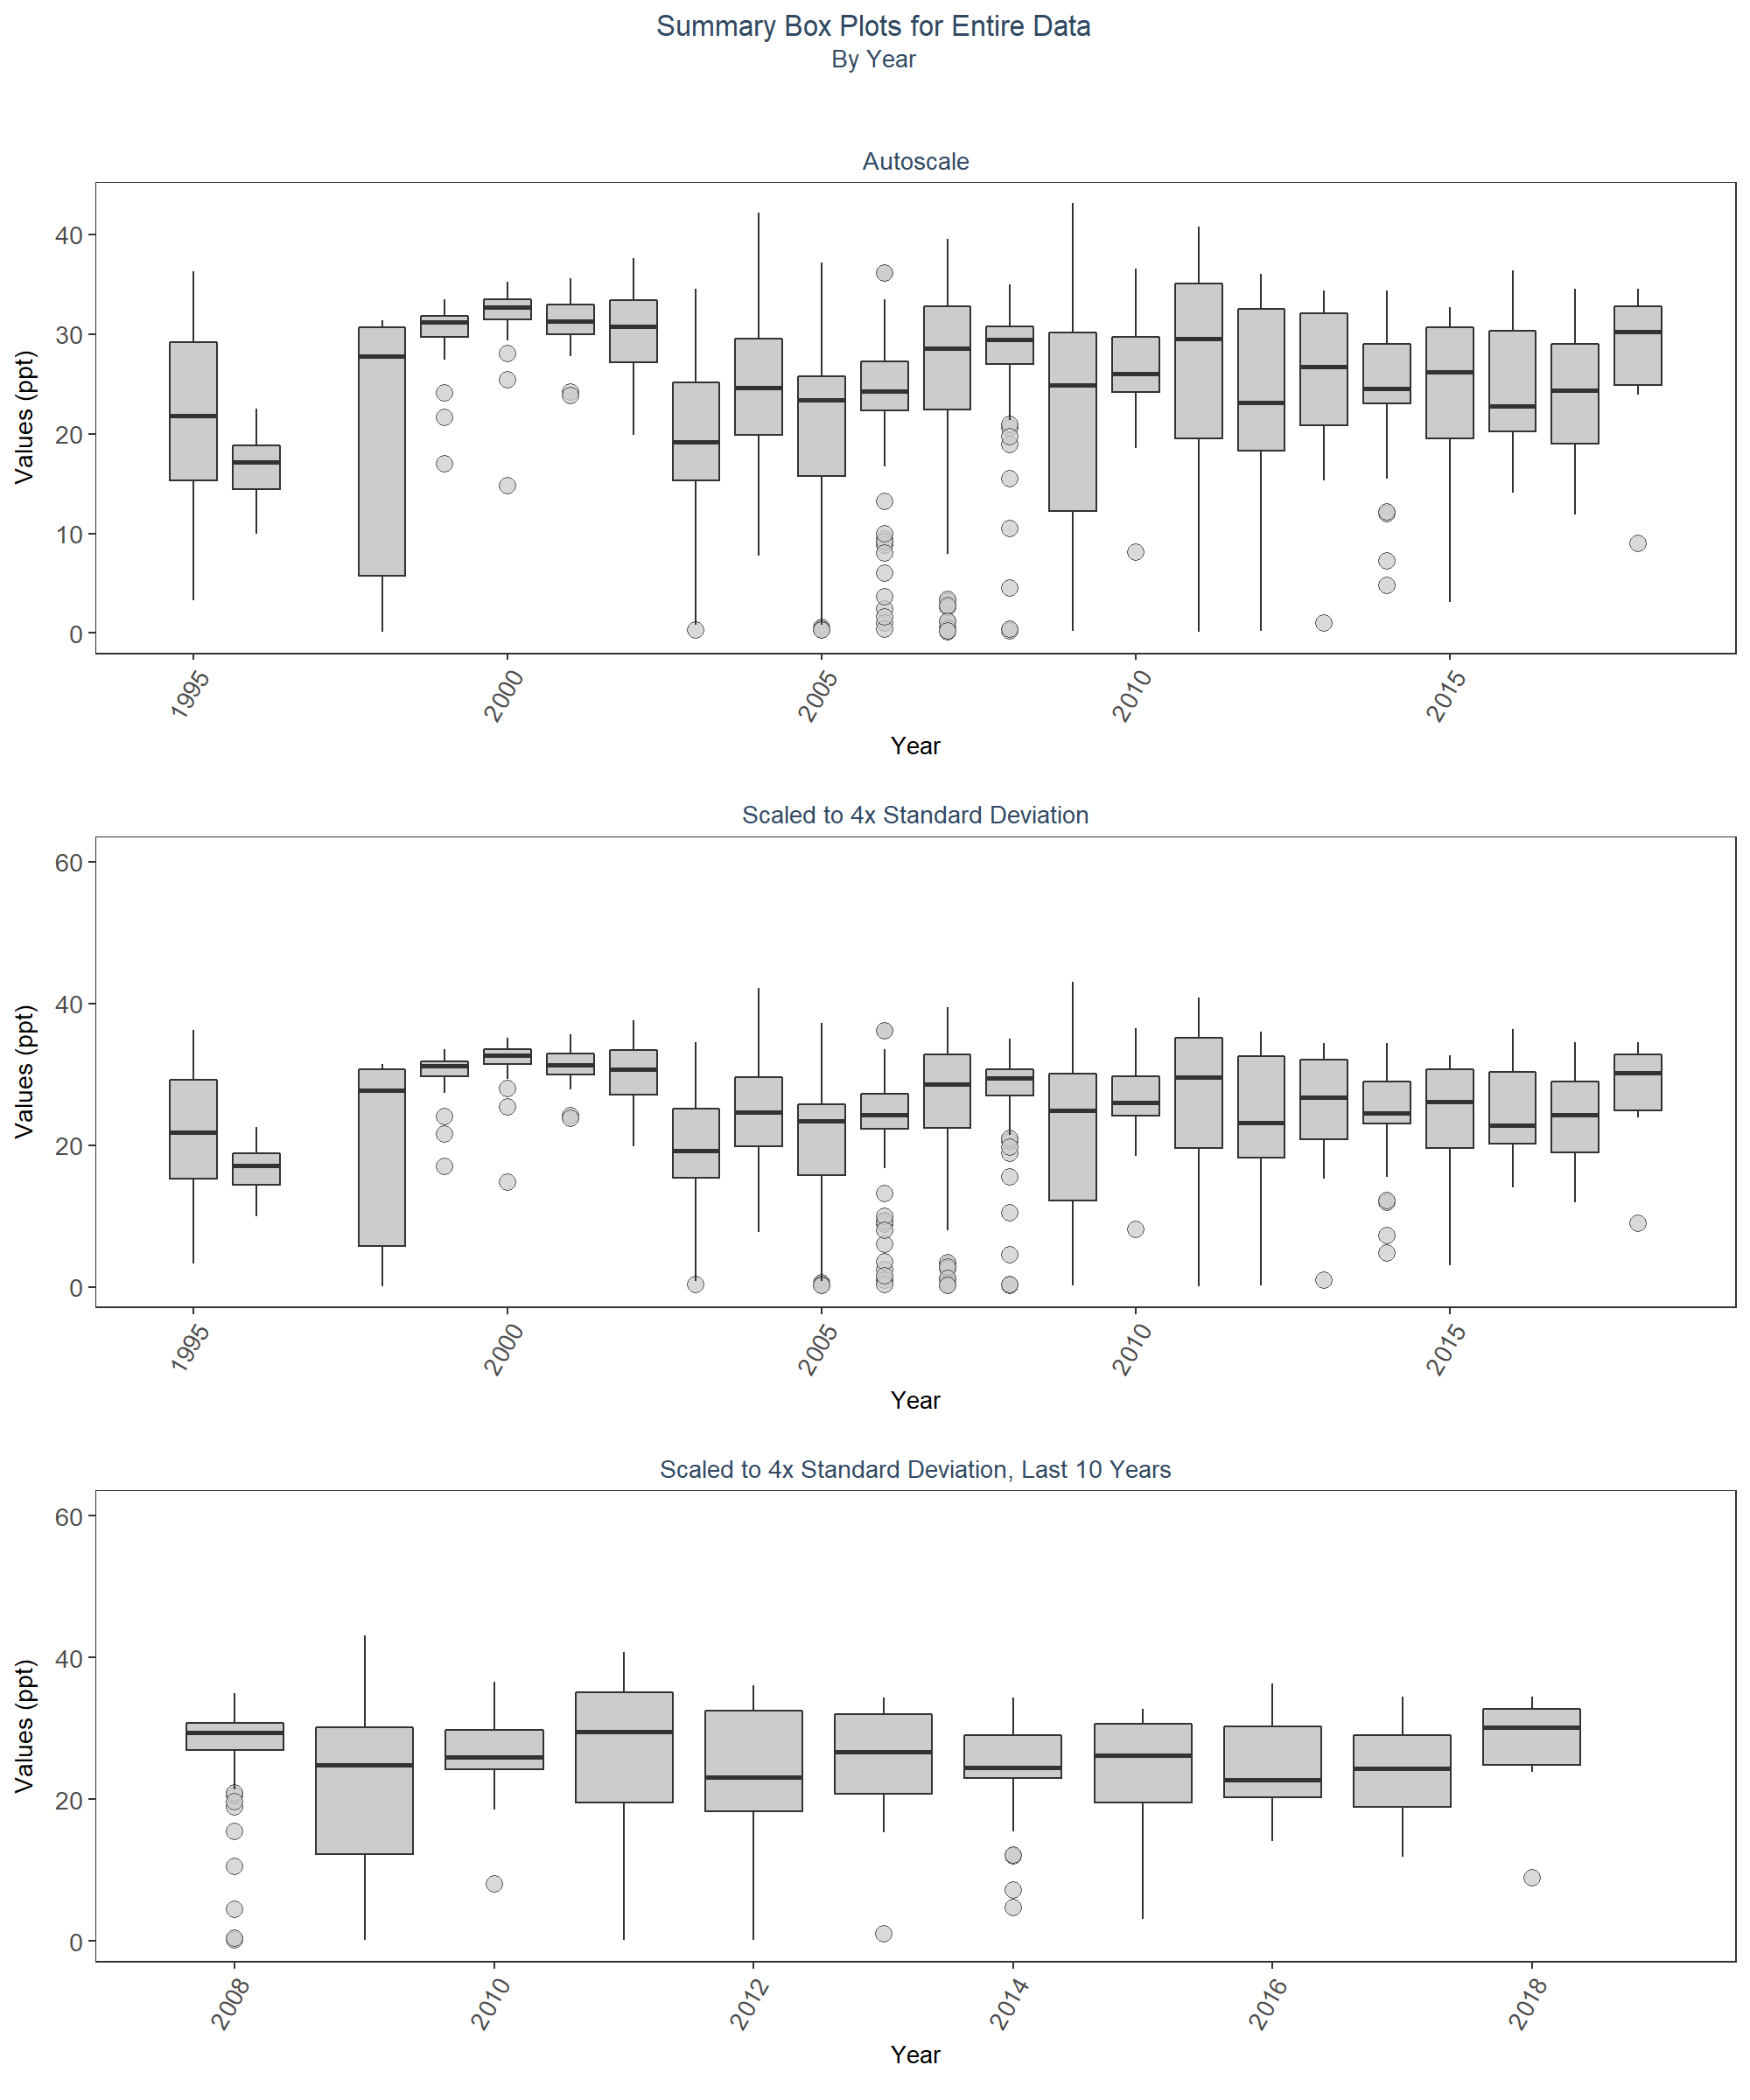 Summary Box Plots for Entire Data
By Year
Autoscale
Values (ppt)
40
30
20
10
0
1995 2000 2005 2010 2015
Year
Scaled to 4x Standard Deviation
Values (ppt)
60
40
20
0
1995 2000 2005 2010 2015
Year
Scaled to 4x Standard Deviation, Last 10 Years
Values (ppt)
60
40
20
0
2008 2010 2012 2014 2016 2018
Year